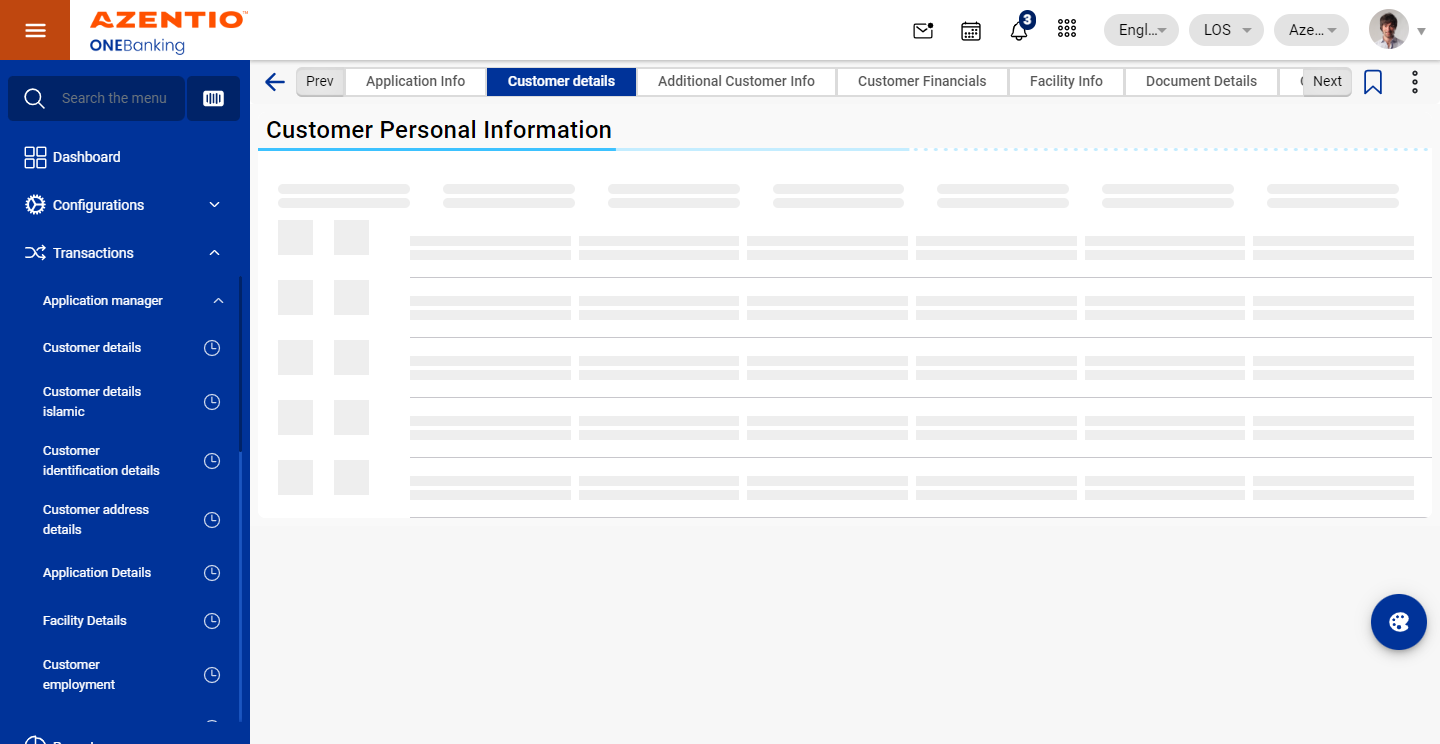 AZENTIO™
ONEBanking
3
Engl...
LOS
Aze...
Search the menu
Dashboard
Configurations
Transactions
Application manager
Customer details
Customer details
islamic
Customer
identification details
Customer address
details
Application Details
Facility Details
Customer
employment
Prev
Application Info
Customer details
Additional Customer Info
Customer Financials
Facility Info
Document Details
Next
Customer Personal Information